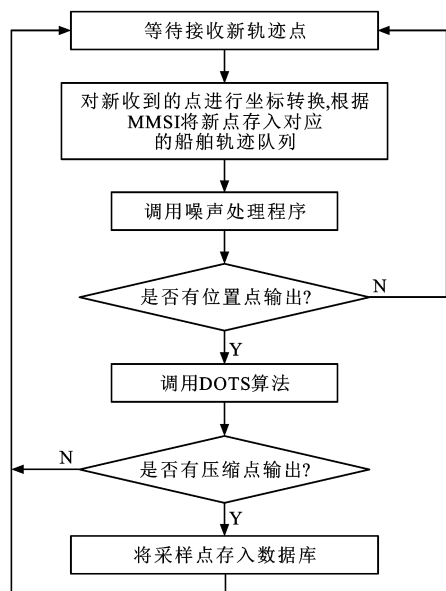 等待接收新轨迹点
对新收到的点进行坐标转换,根据
MMSI将新点存入对应
的船舶轨迹队列
调用噪声处理程序
是否有位置点输出?
N
Y
调用DOTS算法
N
是否有压缩点输出?
Y
将采样点存入数据库